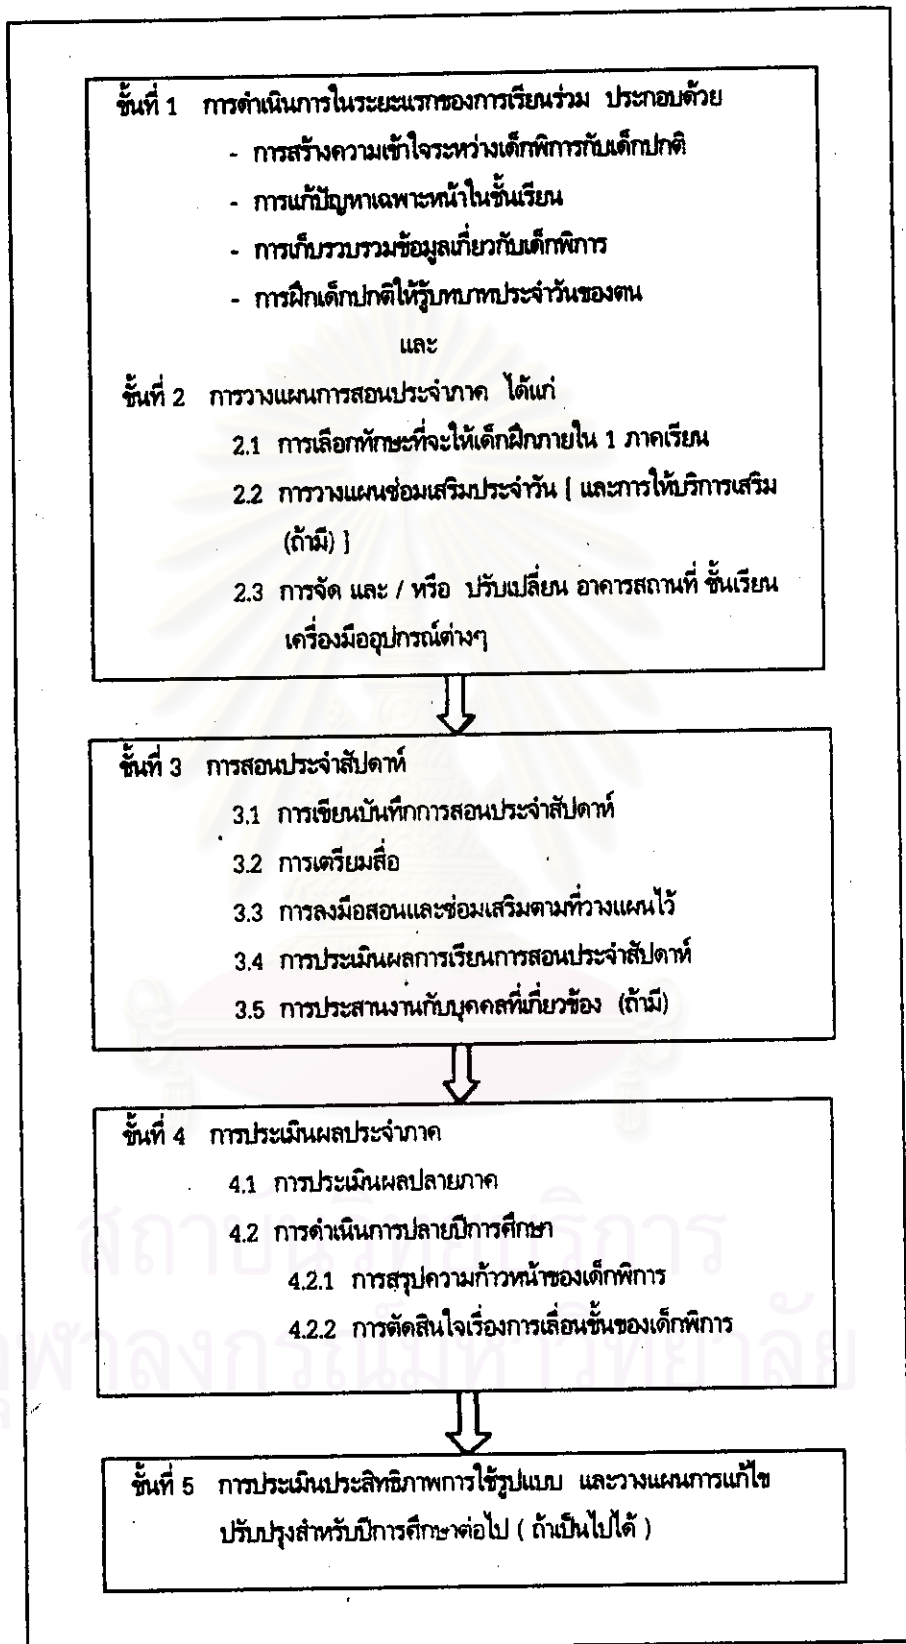 ขั้นที่ 1 การดำเนินการในระยะแรกของการเรียนร่วม ประกอบด้วย
- การสร้างความเข้าใจระหว่างเด็กพิการกับเด็กปกติ
- การแก้ปัญหาเฉพาะหน้าในชั้นเรียน
- การเก็บรวบรวมข้อมูลเกี่ยวกับเด็กพิการ
- การฝึกเด็กปกติให้รู้บทบาทประจำวันของตน
และ
ขั้นที่ 2 การวางแผนการสอนประจำภาค ได้แก่
2.1 การเลือกทักษะที่จะให้เด็กฝึกภายใน 1 ภาคเรียน
2.2 การวางแผนซ่อมเสริมประจำวัน [ และการให้บริการเสริม
(ถ้ามี) ]
2.3 การจัด และ / หรือ ปรับเปลี่ยน อาคารสถานที่ ชั้นเรียน
เครื่องมืออุปกรณ์ต่างๆ
ขั้นที่ 3 การสอนประจำสัปดาห์
3.1 การเขียนบันทึกการสอนประจำสัปดาห์
3.2 การเตรียมสื่อ
3.3 การลงมือสอนและซ่อมเสริมตามที่วางแผนไว้
3.4 การประเมินผลการเรียนการสอนประจำสัปดาห์
3.5 การประสานงานกับบุคคลที่เกี่ยวข้อง (ถ้ามี)
ขั้นที่ 4 การประเมินผลประจำภาค
4.1 การประเมินผลปลายภาค
4.2 การดำเนินการปลายปีการศึกษา
4.2.1 การสรุปความก้าวหน้าของเด็กพิการ
4.2.2 การตัดสินใจเรื่องการเลื่อนชั้นของเด็กพิการ
สถาบันวิทยบริการ
จุฬาลงกรณ์มหาวิทยาลัย
ขั้นที่ 5 การประเมินประสิทธิภาพการใช้รูปแบบ และวางแผนการแก้ไข
ปรับปรุงสำหรับปีการศึกษาต่อไป ( ถ้าเป็นไปได้ )